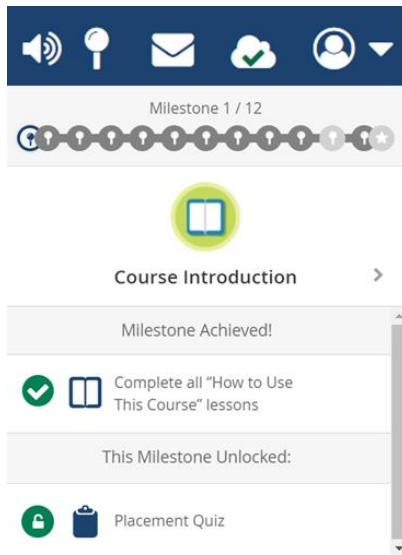 Milestone 1 / 12
Course Introduction
Milestone Achieved!
Complete all “How to Use
This Course” lessons
This Milestone Unlocked:
Placement Quiz